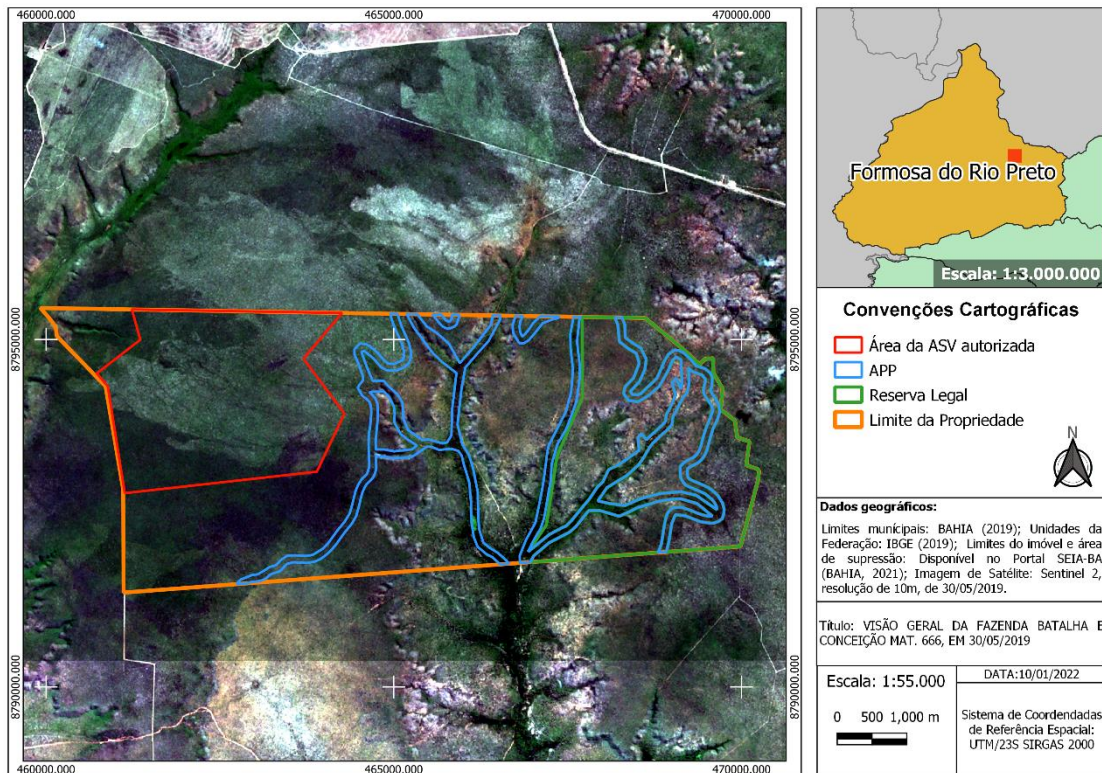 460000.000
465000.000
470000.000
8795000.000
8795000.000
8790000.000
8790000.000
460000.000
465000.000
470000.000
Formosa do Rio Preto
Escala: 1:3.000.000
Convenções Cartográficas
Área da ASV autorizada
APP
Reserva Legal
Limite da Propriedade
N
Dados geográficos:
Limites munícipais: BAHIA (2019); Unidades da
Federação: IBGE (2019); Limites do imóvel e área
de supressão: Disponível no Portal SEIA-BA
(BAHIA, 2021); Imagem de Satélite: Sentinel 2,
resolução de 10m, de 30/05/2019.
Título: VISÃO GERAL DA FAZENDA BATALHA E
CONCEIÇÃO MAT. 666, EM 30/05/2019
Escala: 1:55.000
0 500 1,000 m
DATA:10/01/2022
Sistema de Coordendadas
de Referência Espacial:
UTM/23S SIRGAS 2000